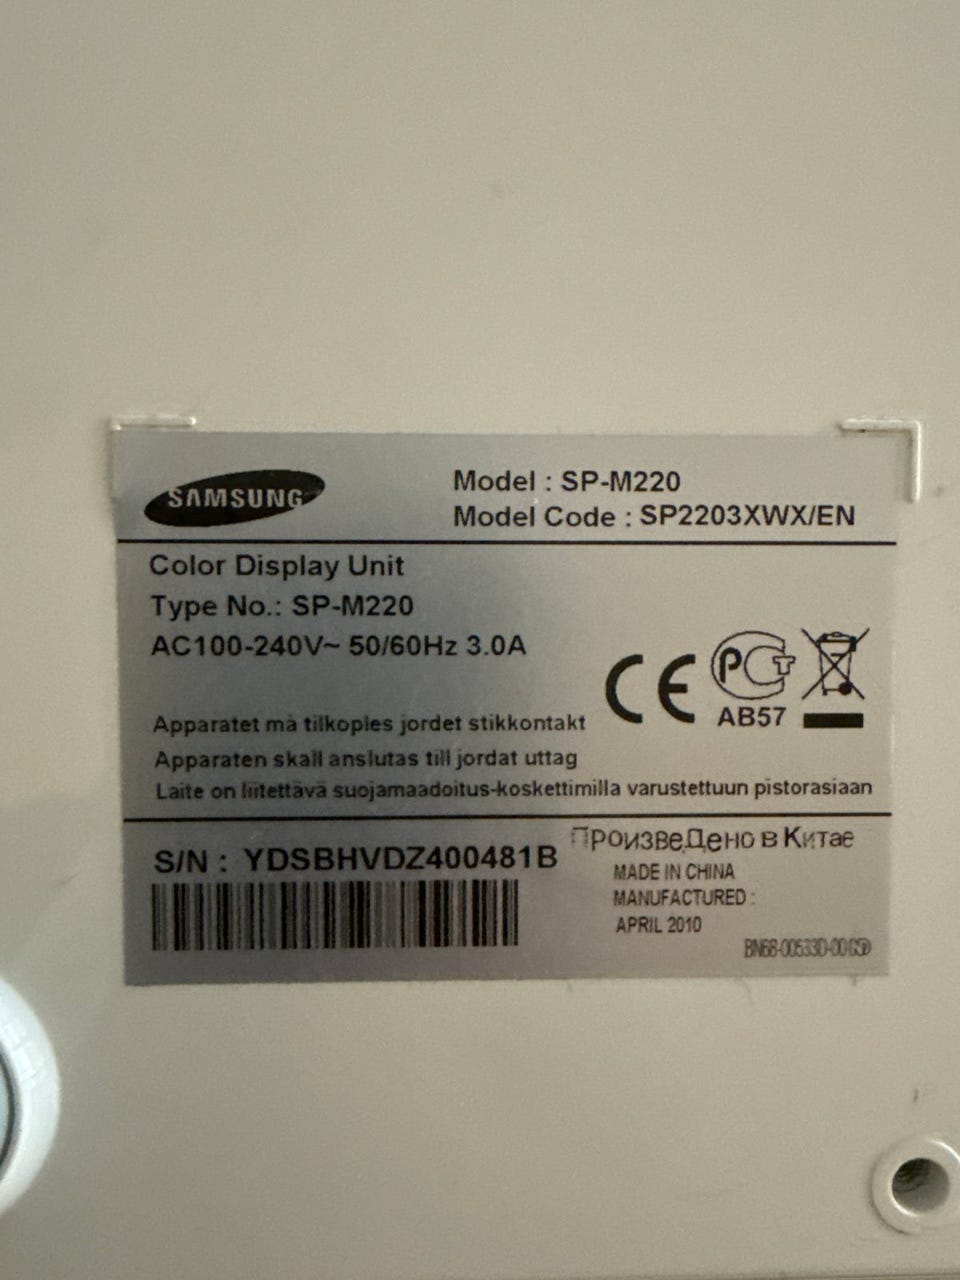 SAMSUNG
Model : SP-M220
Model Code : SP2203XWX/EN
Color Display Unit
Type No.: SP-M220
AC100-240V~ 50/60Hz 3.0A
CE
РСТ
AB57
Apparatet må tilkoples jordet stikkontakt
Apparaten skall anslutas till jordat uttag
Laite on liitettävä suojamaadoitus-koskettimilla varustettuun pistorasiaan
S/N : YDSBHVDZ400481B
Произведено в Китае
MADE IN CHINA
MANUFACTURED :
APRIL 2010